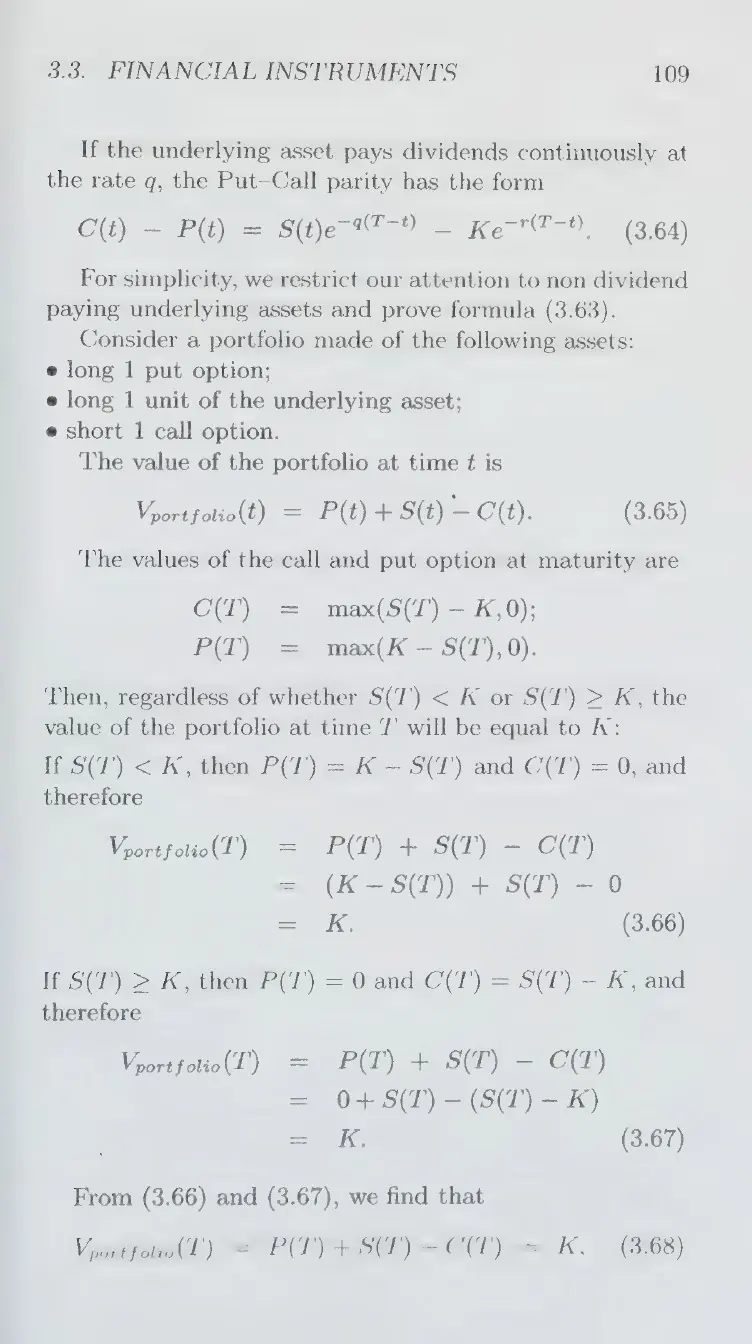 3.3. FINANCIAL INSTRUMENTS 109
If the underlying asset pays dividends continuously at
the rate q, the Put–Call parity has the form
C(t) − P(t) = S(t)e^{−q(T−t)} − Ke^{−r(T−t)}. (3.64)
For simplicity, we restrict our attention to non dividend
paying underlying assets and prove formula (3.63).
Consider a portfolio made of the following assets:
• long 1 put option;
• long 1 unit of the underlying asset;
• short 1 call option.
The value of the portfolio at time t is
V_{portfolio}(t) = P(t) + S(t) − C(t). (3.65)
The values of the call and put option at maturity are
C(T) = max(S(T) − K, 0);
P(T) = max(K − S(T), 0).
Then, regardless of whether S(T) < K or S(T) ≥ K, the
value of the portfolio at time T will be equal to K:
If S(T) < K, then P(T) = K − S(T) and C(T) = 0, and
therefore
V_{portfolio}(T) = P(T) + S(T) − C(T)
= (K − S(T)) + S(T) − 0
= K. (3.66)
If S(T) ≥ K, then P(T) = 0 and C(T) = S(T) − K, and
therefore
V_{portfolio}(T) = P(T) + S(T) − C(T)
= 0 + S(T) − (S(T) − K)
= K. (3.67)
From (3.66) and (3.67), we find that
V_{portfolio}(T) = P(T) + S(T) − C(T) = K. (3.68)